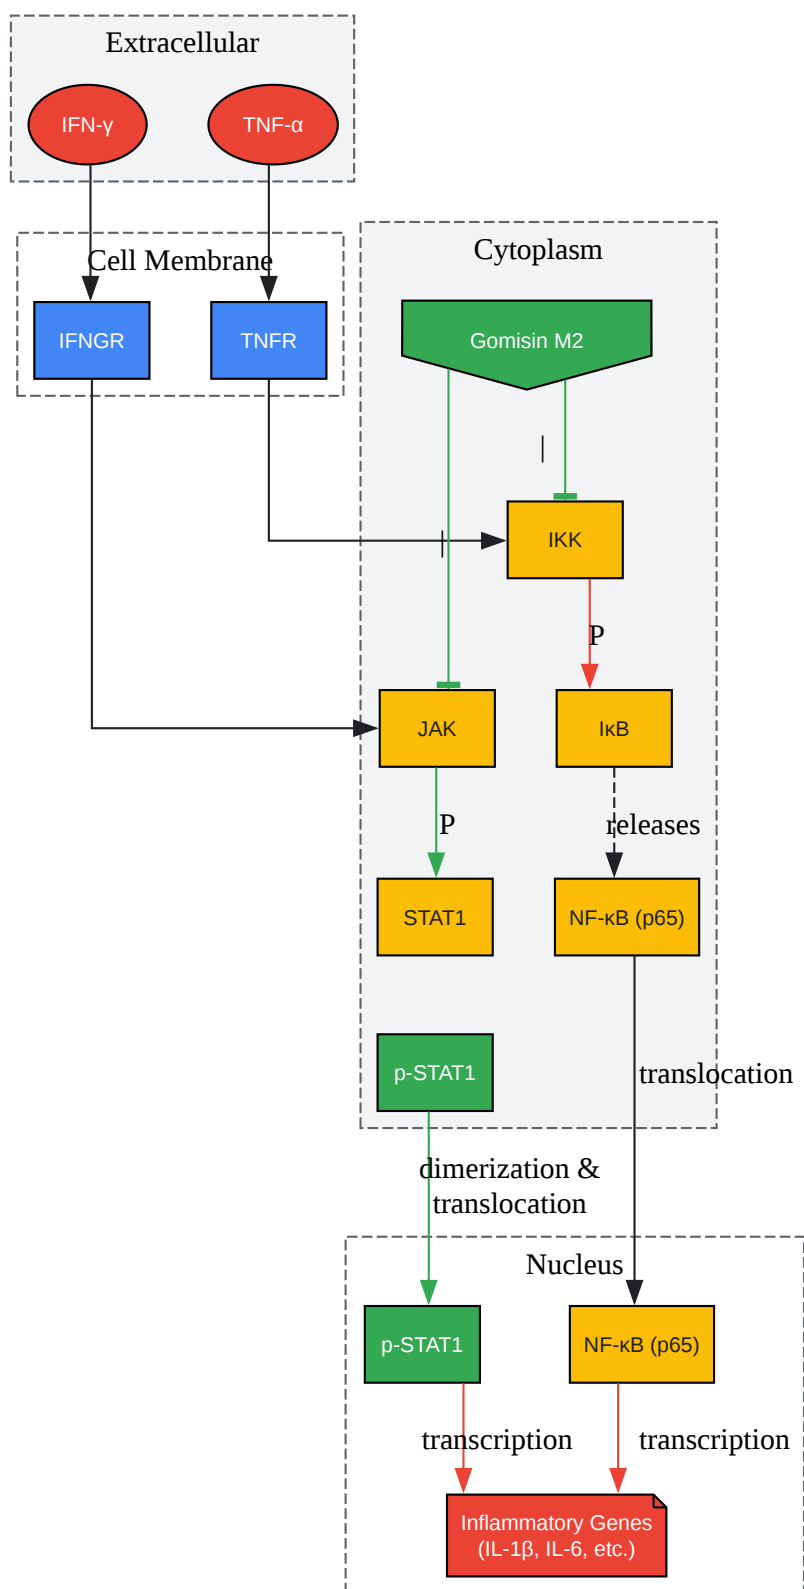 Extracellular
IFN-γ
TNF-α
Cell Membrane
IFNGR
TNFR
Cytoplasm
Gomisin M2
|
|
IKK
P
JAK
IκB
P
releases
STAT1
NF-κB (p65)
p-STAT1
translocation
dimerization &
translocation
Nucleus
p-STAT1
NF-κB (p65)
transcription
transcription
Inflammatory Genes
(IL-1β, IL-6, etc.)